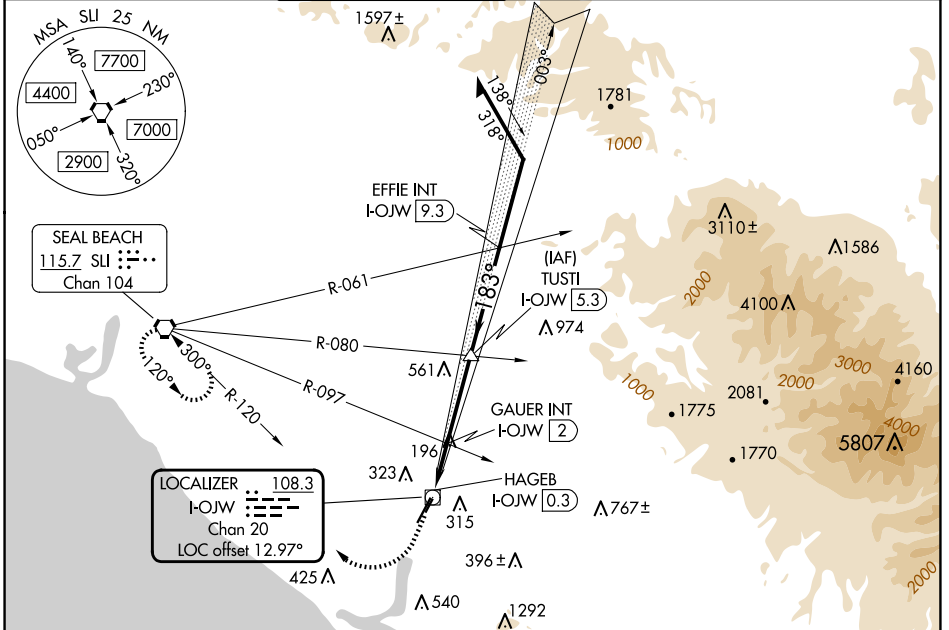 MSA SLI 25 NM
140°
7700
230°
4400
7000
050°
2900
320°
1597±
003°
138°
318°
1781
1000
EFFIE INT
I-OJW 9.3
3110±
1586
SEAL BEACH
115.7 SLI
Chan 104
(IAF)
TUSTI
I-OJW 5.3
183°
R-061
2000
4100
974
R-080
300°
120°
R-097
R-120
561
1000
3000
4160
2000
2081
1775
4000
GAUER INT
I-OJW 2
5807
1770
196
323
HAGEB
I-OJW 0.3
LOCALIZER 108.3
I-OJW
Chan 20
LOC offset 12.97°
315
767±
396±
425
540
1292
2000